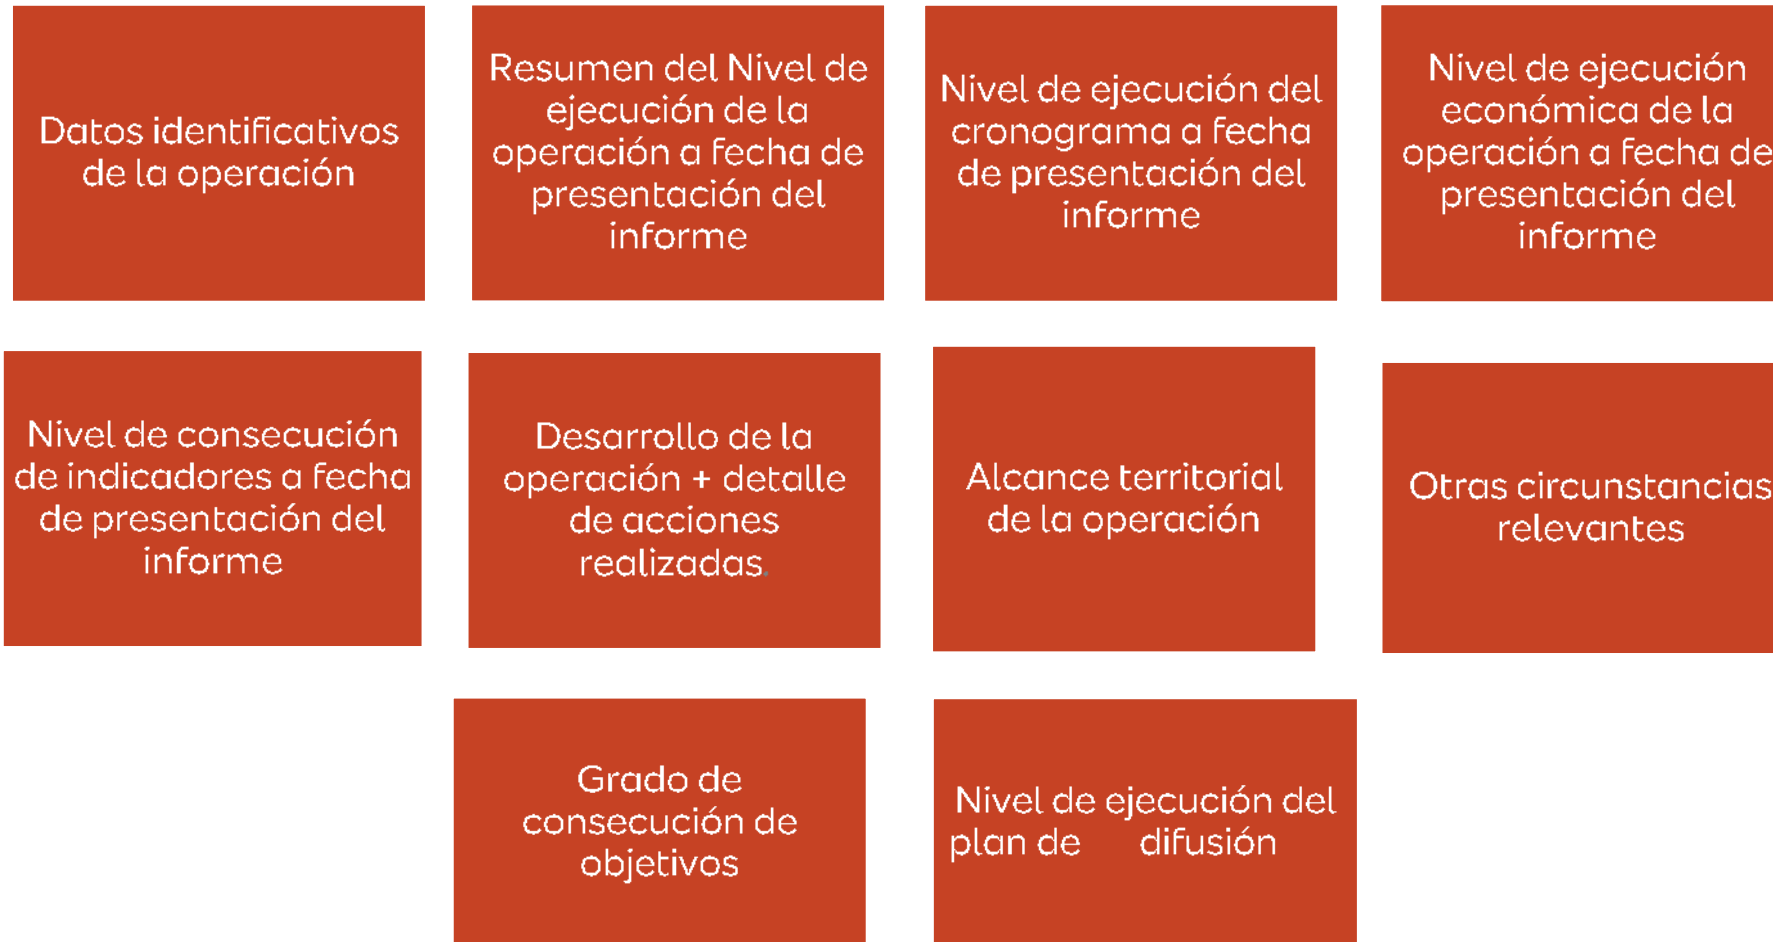 Datos identificativos
de la operación
Resumen del Nivel de
ejecución de la
operación a fecha de
presentación del
informe
Nivel de ejecución del
cronograma a fecha
de presentación del
informe
Nivel de ejecución
económica de la
operación a fecha de
presentación del
informe
Nivel de consecución
de indicadores a fecha
de presentación del
informe
Desarrollo de la
operación + detalle
de acciones
realizadas.
Alcance territorial
de la operación
Otras circunstancias
relevantes
Grado de
consecución de
objetivos
Nivel de ejecución del
plan de difusión